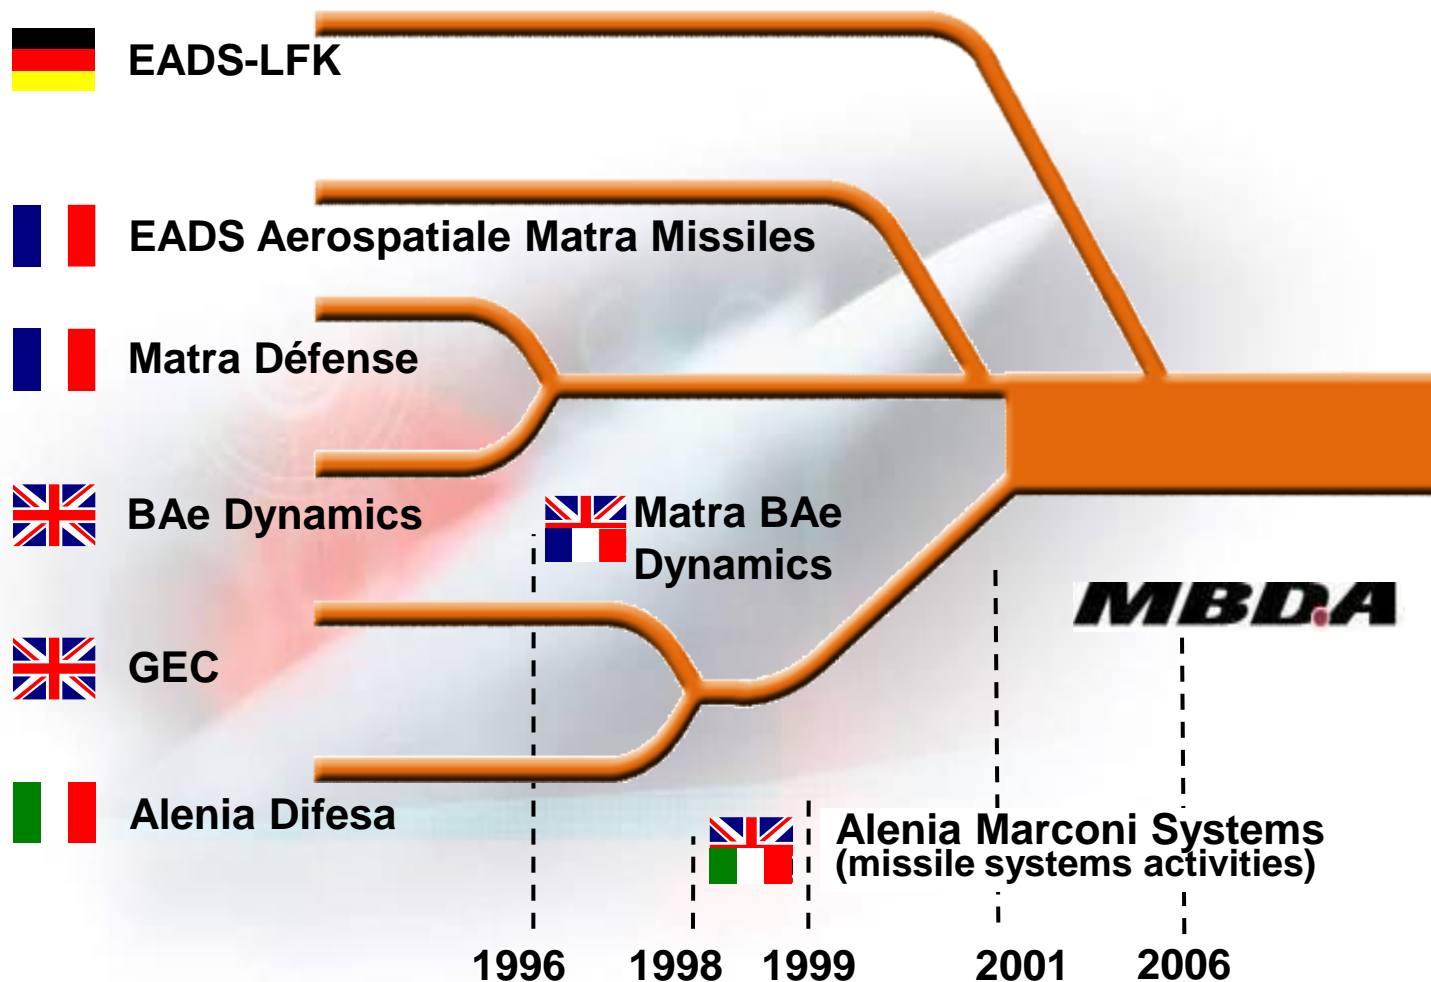 EADS-LFK
EADS Aerospatiale Matra Missiles
Matra Défense
BAe Dynamics
Matra BAe
Dynamics
MBDA
GEC
Alenia Difesa
Alenia Marconi Systems
(missile systems activities)
1996 1998 1999 2001 2006